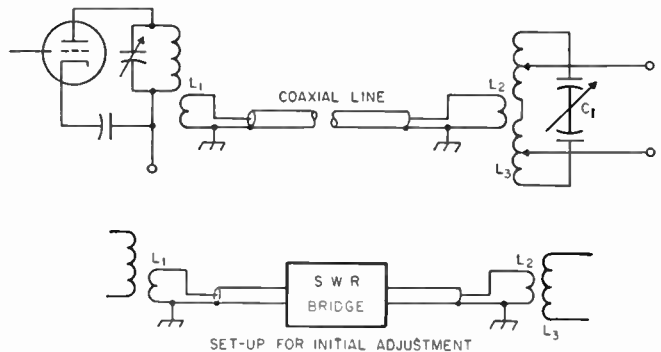 L1
COAXIAL LINE
L2
C1
L3
L1
S W R
BRIDGE
L2
L3
SET-UP FOR INITIAL ADJUSTMENT